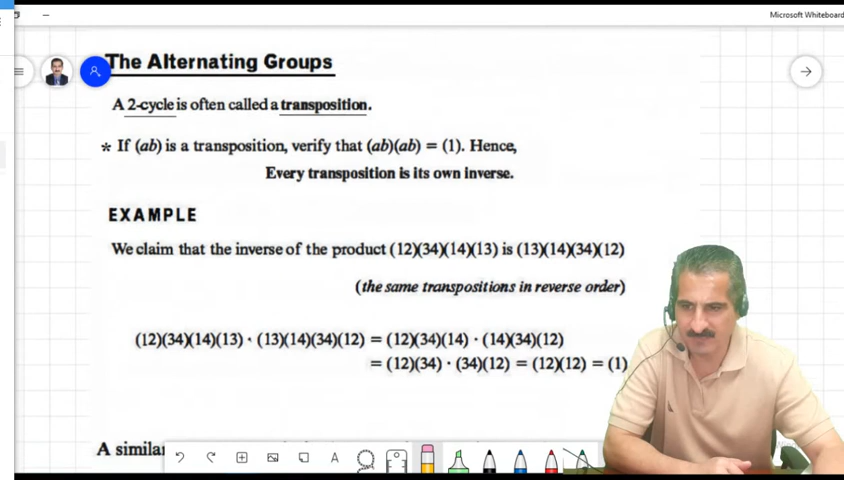 Microsoft Whiteboard
The Alternating Groups
A 2-cycle is often called a transposition.
* If (ab) is a transposition, verify that (ab)(ab) = (1). Hence,
Every transposition is its own inverse.
EXAMPLE
We claim that the inverse of the product (12)(34)(14)(13) is (13)(14)(34)(12)
(the same transpositions in reverse order)
(12)(34)(14)(13) · (13)(14)(34)(12) = (12)(34)(14) · (14)(34)(12)
= (12)(34) · (34)(12) = (12)(12) = (1)
A